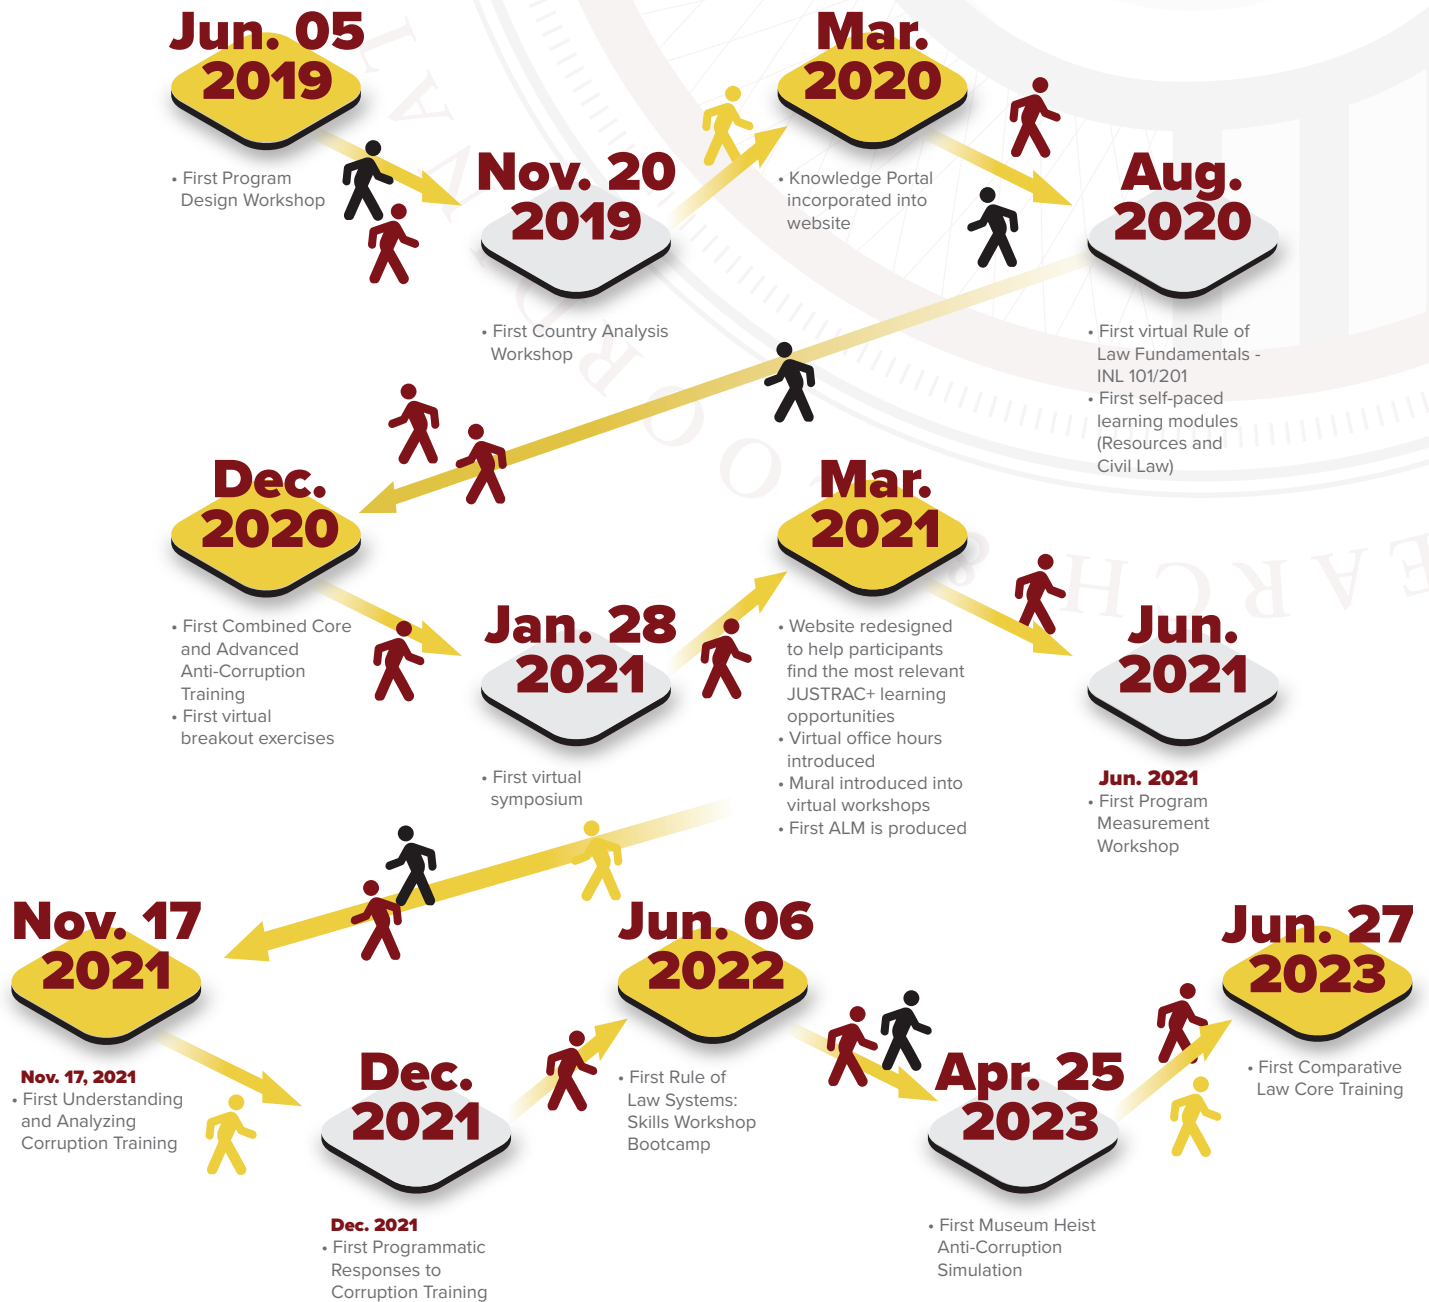 Jun. 05
2019
• First Program
Design Workshop
Nov. 20
2019
• First Country Analysis
Workshop
Mar.
2020
• Knowledge Portal
incorporated into
website
Aug.
2020
• First virtual Rule of
Law Fundamentals -
INL 101/201
• First self-paced
learning modules
(Resources and
Civil Law)
Dec.
2020
• First Combined Core
and Advanced
Anti-Corruption
Training
• First virtual
breakout exercises
Jan. 28
2021
• First virtual
symposium
Mar.
2021
• Website redesigned
to help participants
find the most relevant
JUSTRAC+ learning
opportunities
• Virtual office hours
introduced
• Mural introduced into
virtual workshops
• First ALM is produced
Jun.
2021
Jun. 2021
• First Program
Measurement
Workshop
Nov. 17
2021
Nov. 17, 2021
• First Understanding
and Analyzing
Corruption Training
Dec.
2021
Dec. 2021
• First Programmatic
Responses to
Corruption Training
Jun. 06
2022
• First Rule of
Law Systems:
Skills Workshop
Bootcamp
Apr. 25
2023
• First Museum Heist
Anti-Corruption
Simulation
Jun. 27
2023
• First Comparative
Law Core Training